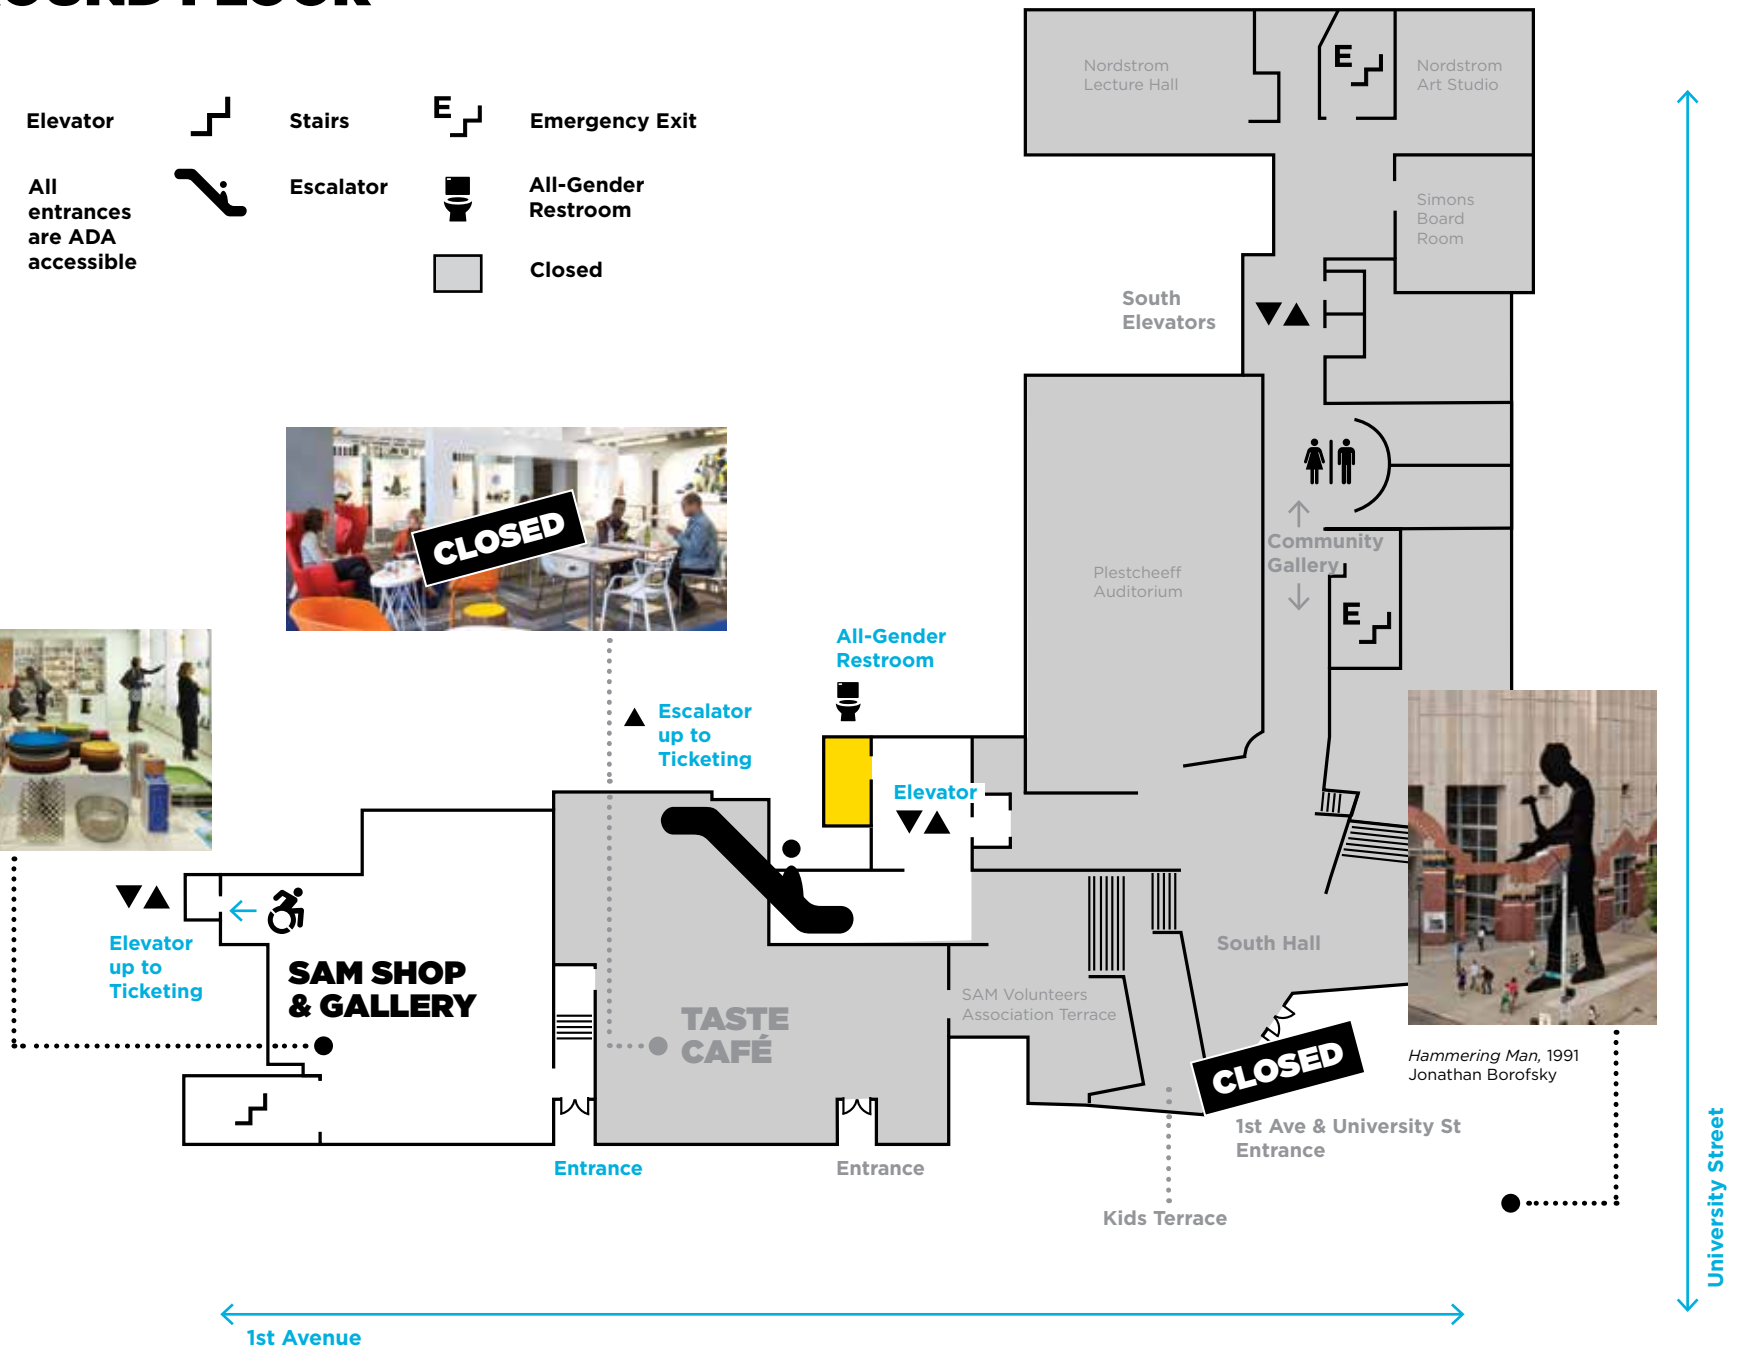 ROUND FLOOR
Elevator
Stairs
E
Emergency Exit
All
entrances
are ADA
accessible
Escalator
All-Gender
Restroom
Closed
Nordstrom
Lecture Hall
E
Nordstrom
Art Studio
Simons
Board
Room
South
Elevators
CLOSED
Community
Gallery
Plestcheeff
Auditorium
E
All-Gender
Restroom
Escalator
up to
Ticketing
Elevator
Elevator
up to
Ticketing
SAM SHOP
& GALLERY
TASTE
CAFÉ
SAM Volunteers
Association Terrace
South Hall
CLOSED
Hammering Man, 1991
Jonathan Borofsky
1st Ave & University St
Entrance
Entrance
Entrance
Kids Terrace
University Street
1st Avenue